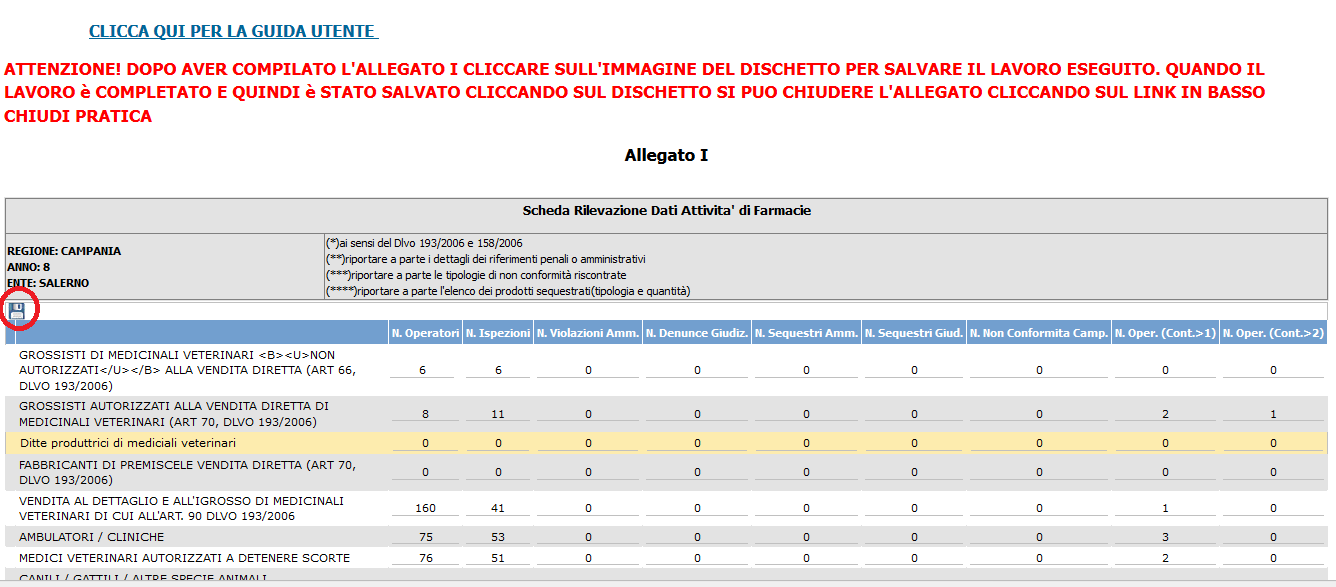 CLICCA QUI PER LA GUIDA UTENTE
ATTENZIONE! DOPO AVER COMPILATO L'ALLEGATO I CLICCARE SULL'IMMAGINE DEL DISCHETTO PER SALVARE IL LAVORO ESEGUITO. QUANDO IL
LAVORO è COMPLETATO E QUINDI è STATO SALVATO CLICCANDO SUL DISCHETTO SI PUO CHIUDERE L'ALLEGATO CLICCANDO SUL LINK IN BASSO
CHIUDI PRATICA
Allegato I
Scheda Rilevazione Dati Attivita' di Farmacie
REGIONE: CAMPANIA
ANNO: 8
ENTE: SALERNO
(*)ai sensi del Dlvo 193/2006 e 158/2006
(**)riportare a parte i dettagli dei riferimenti penali o amministrativi
(***)riportare a parte le tipologie di non conformità riscontrate
(****)riportare a parte l'elenco dei prodotti sequestrati(tipologia e quantità)
N. Operatori N. Ispezioni N. Violazioni Amm. N. Denunce Giudiz. N. Sequestri Amm. N. Sequestri Giud. N. Non Conformita Camp. N. Oper. (Cont.>1) N. Oper. (Cont.>2)
GROSSISTI DI MEDICINALI VETERINARI <B><U>NON
AUTORIZZATI</U></B> ALLA VENDITA DIRETTA (ART 66, 6 6 0 0 0 0 0 0 0
DLVO 193/2006)
GROSSISTI AUTORIZZATI ALLA VENDITA DIRETTA DI
MEDICINALI VETERINARI (ART 70, DLVO 193/2006) 8 11 0 0 0 0 0 2 1
Ditte produttrici di mediciali veterinari 0 0 0 0 0 0 0 0 0
FABBRICANTI DI PREMISCELE VENDITA DIRETTA (ART 70,
DLVO 193/2006) 0 0 0 0 0 0 0 0 0
VENDITA AL DETTAGLIO E ALL'IGROSSO DI MEDICINALI
VETERINARI DI CUI ALL'ART. 90 DLVO 193/2006 160 41 0 0 0 0 0 1 0
AMBULATORI / CLINICHE 75 53 0 0 0 0 0 3 0
MEDICI VETERINARI AUTORIZZATI A DETENERE SCORTE 76 51 0 0 0 0 0 2 0
CANILI / GATTILI / ALTRE SPECIE ANIMALI